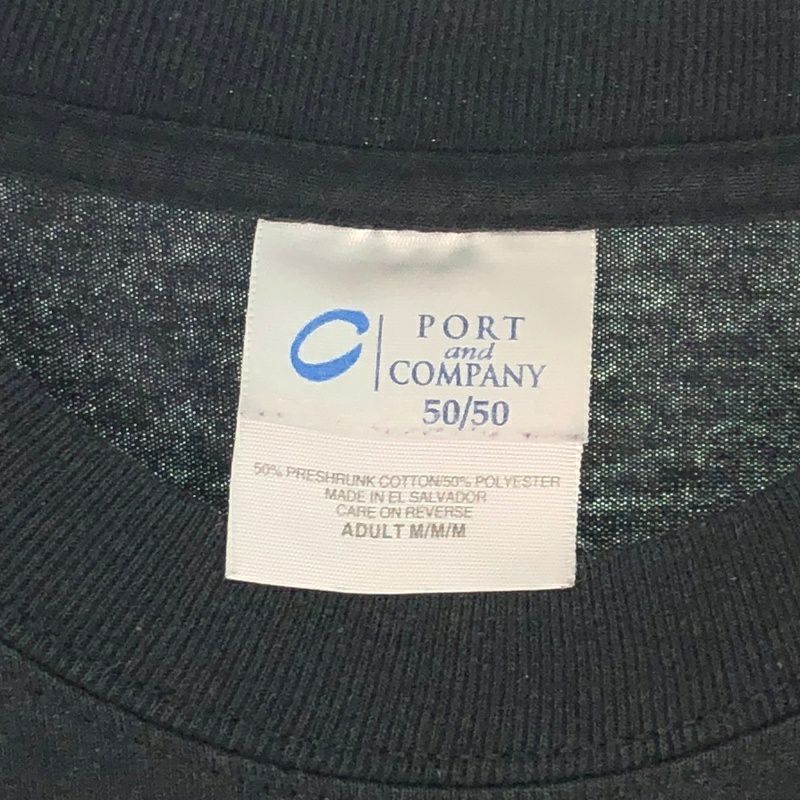 PORT
and
COMPANY
50/50
50% PRESHRUNK COTTON/50% POLYESTER
MADE IN EL SALVADOR
CARE ON REVERSE
ADULT M/M/M